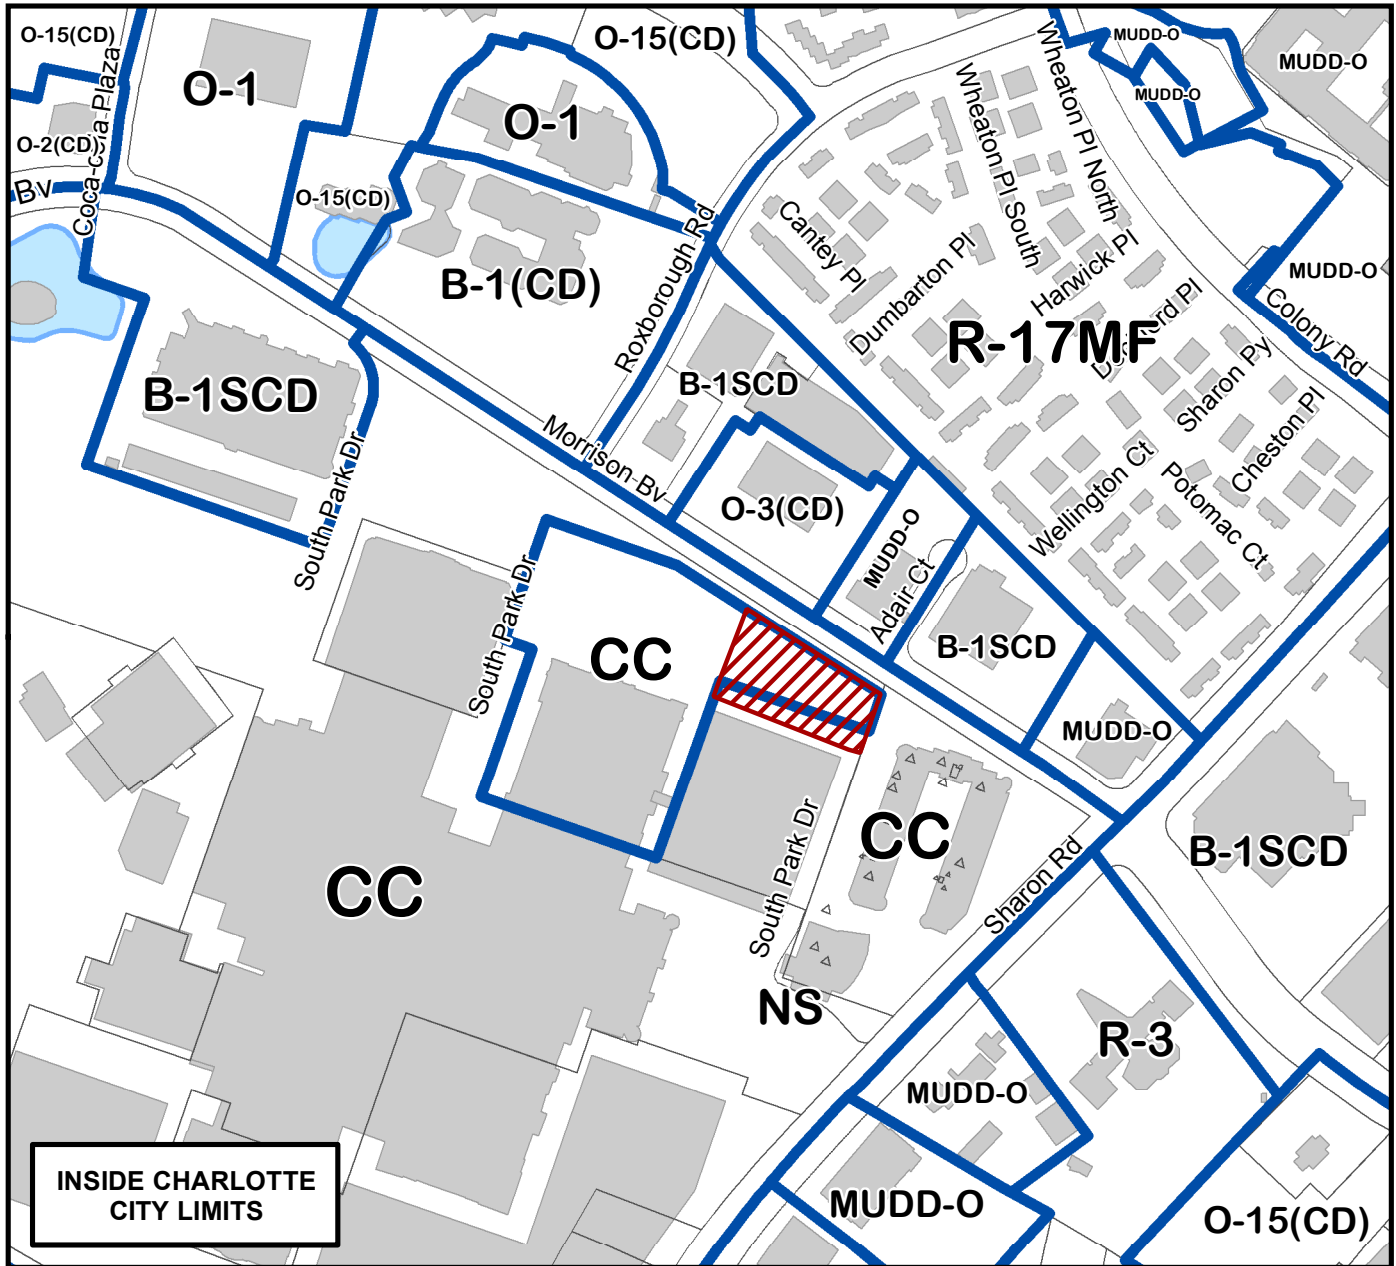 O-15(CD)
O-1
O-15(CD)
MUDD-O
MUDD-O
MUDD-O
O-1
O-2(CD)
Coca-cola Plaza
Bv
O-15(CD)
B-1(CD)
Roxborough Rd
Wheaton Pl North
Wheaton Pl South
Cantey Pl
Dumbarton Pl
Harwick Pl
R-17MF
MUDD-O
Colony Rd
Sharon Py
Cheston Pl
Wellington Ct
Potomac Ct
B-1SCD
South Park Dr
B-1SCD
Morrison Bv
O-3(CD)
MUDD-O
Adair Ct
B-1SCD
MUDD-O
South Park Dr
CC
CC
CC
South Park Dr
NS
Sharon Rd
B-1SCD
R-3
MUDD-O
MUDD-O
O-15(CD)
INSIDE CHARLOTTE
CITY LIMITS